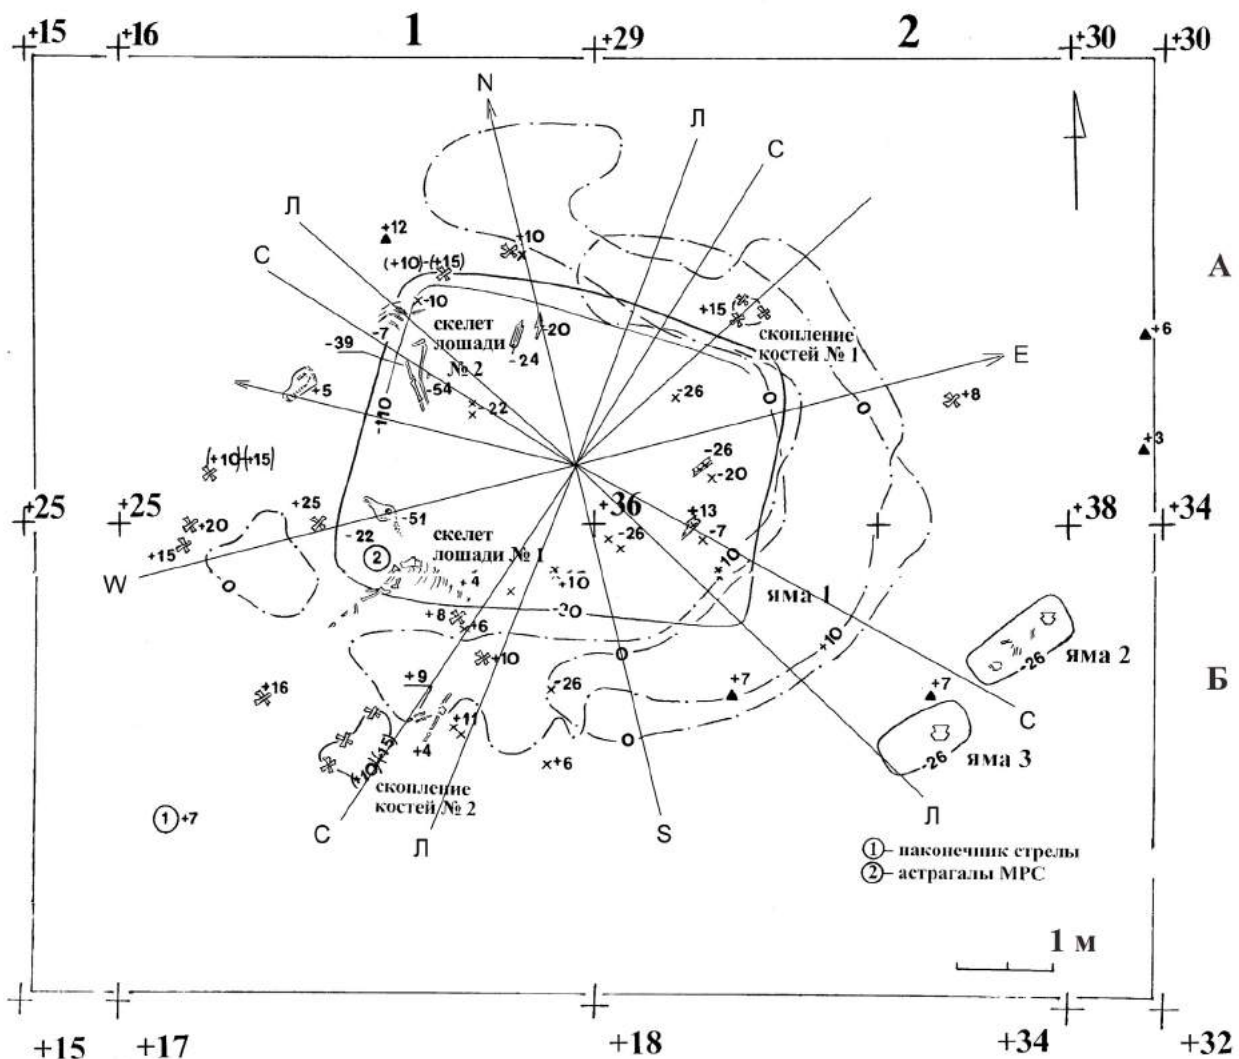 +15 +16 1 +29 2 +30 +30
N
Л
С
Л
+12
+10
С
(+10)-(+15)
А
-10
+15
скелет
лошади
№ 2
-7
-20
скопление
костей № 1
+6
-39
-24
E
-54
+5
-22
-26
О
О
+8
-110
+3
(+10)-(+15)
-26
-20
+25 +25 +20 +25 -51 +36 +13 +38 +34
-22
-26
-7
+15
скелет
лошади № 1
2
W
О
+4
+10
+10
яма 1
-30
+8
+6
+10
яма 2
-26
О
+10
Б
+16
+9
-26
+7
+7
С
+11
+4
О
-26
яма 3
+6
(+10)-(+15)
скопление
костей № 2
1 +7
С
Л
S
Л
1 – наконечник стрелы
2 – астрагалы МРС
1 м
+15 +17 +18 +34 +32